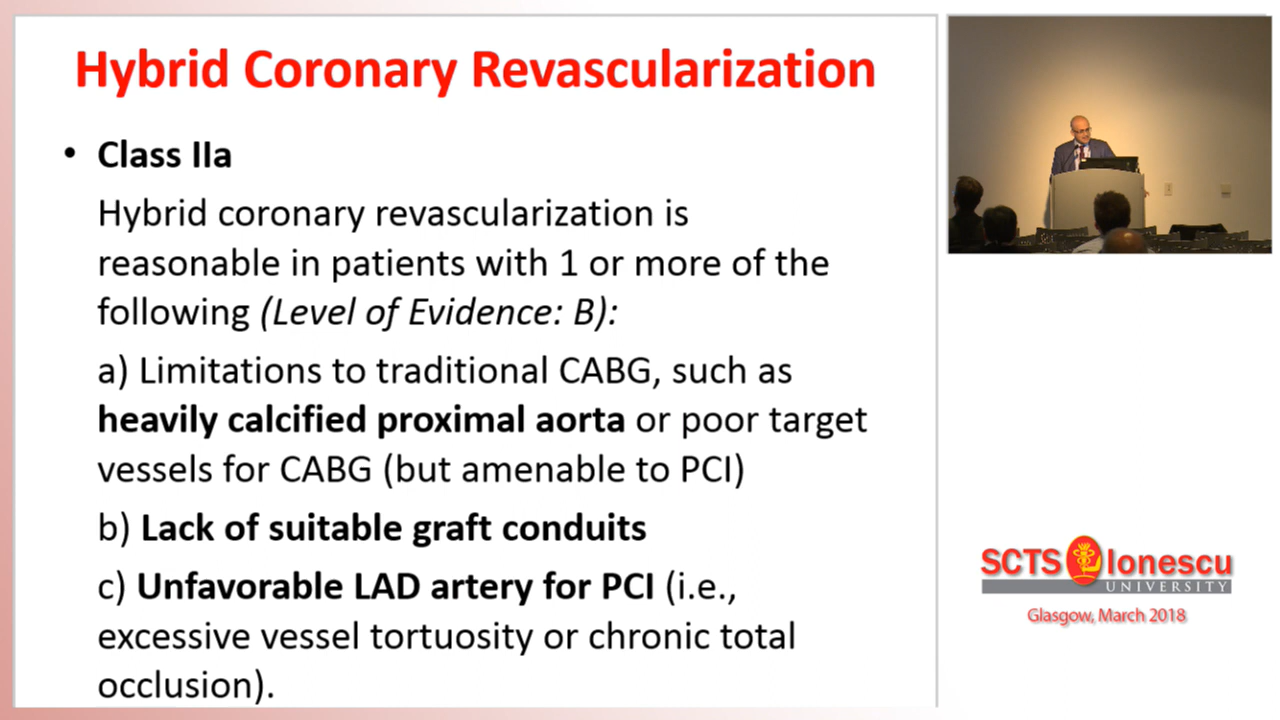 Hybrid Coronary Revascularization
• Class IIa
Hybrid coronary revascularization is
reasonable in patients with 1 or more of the
following (Level of Evidence: B):
a) Limitations to traditional CABG, such as
heavily calcified proximal aorta or poor target
vessels for CABG (but amenable to PCI)
b) Lack of suitable graft conduits
c) Unfavorable LAD artery for PCI (i.e.,
excessive vessel tortuosity or chronic total
occlusion).
SCTS Ionescu
UNIVERSITY
Glasgow, March 2018